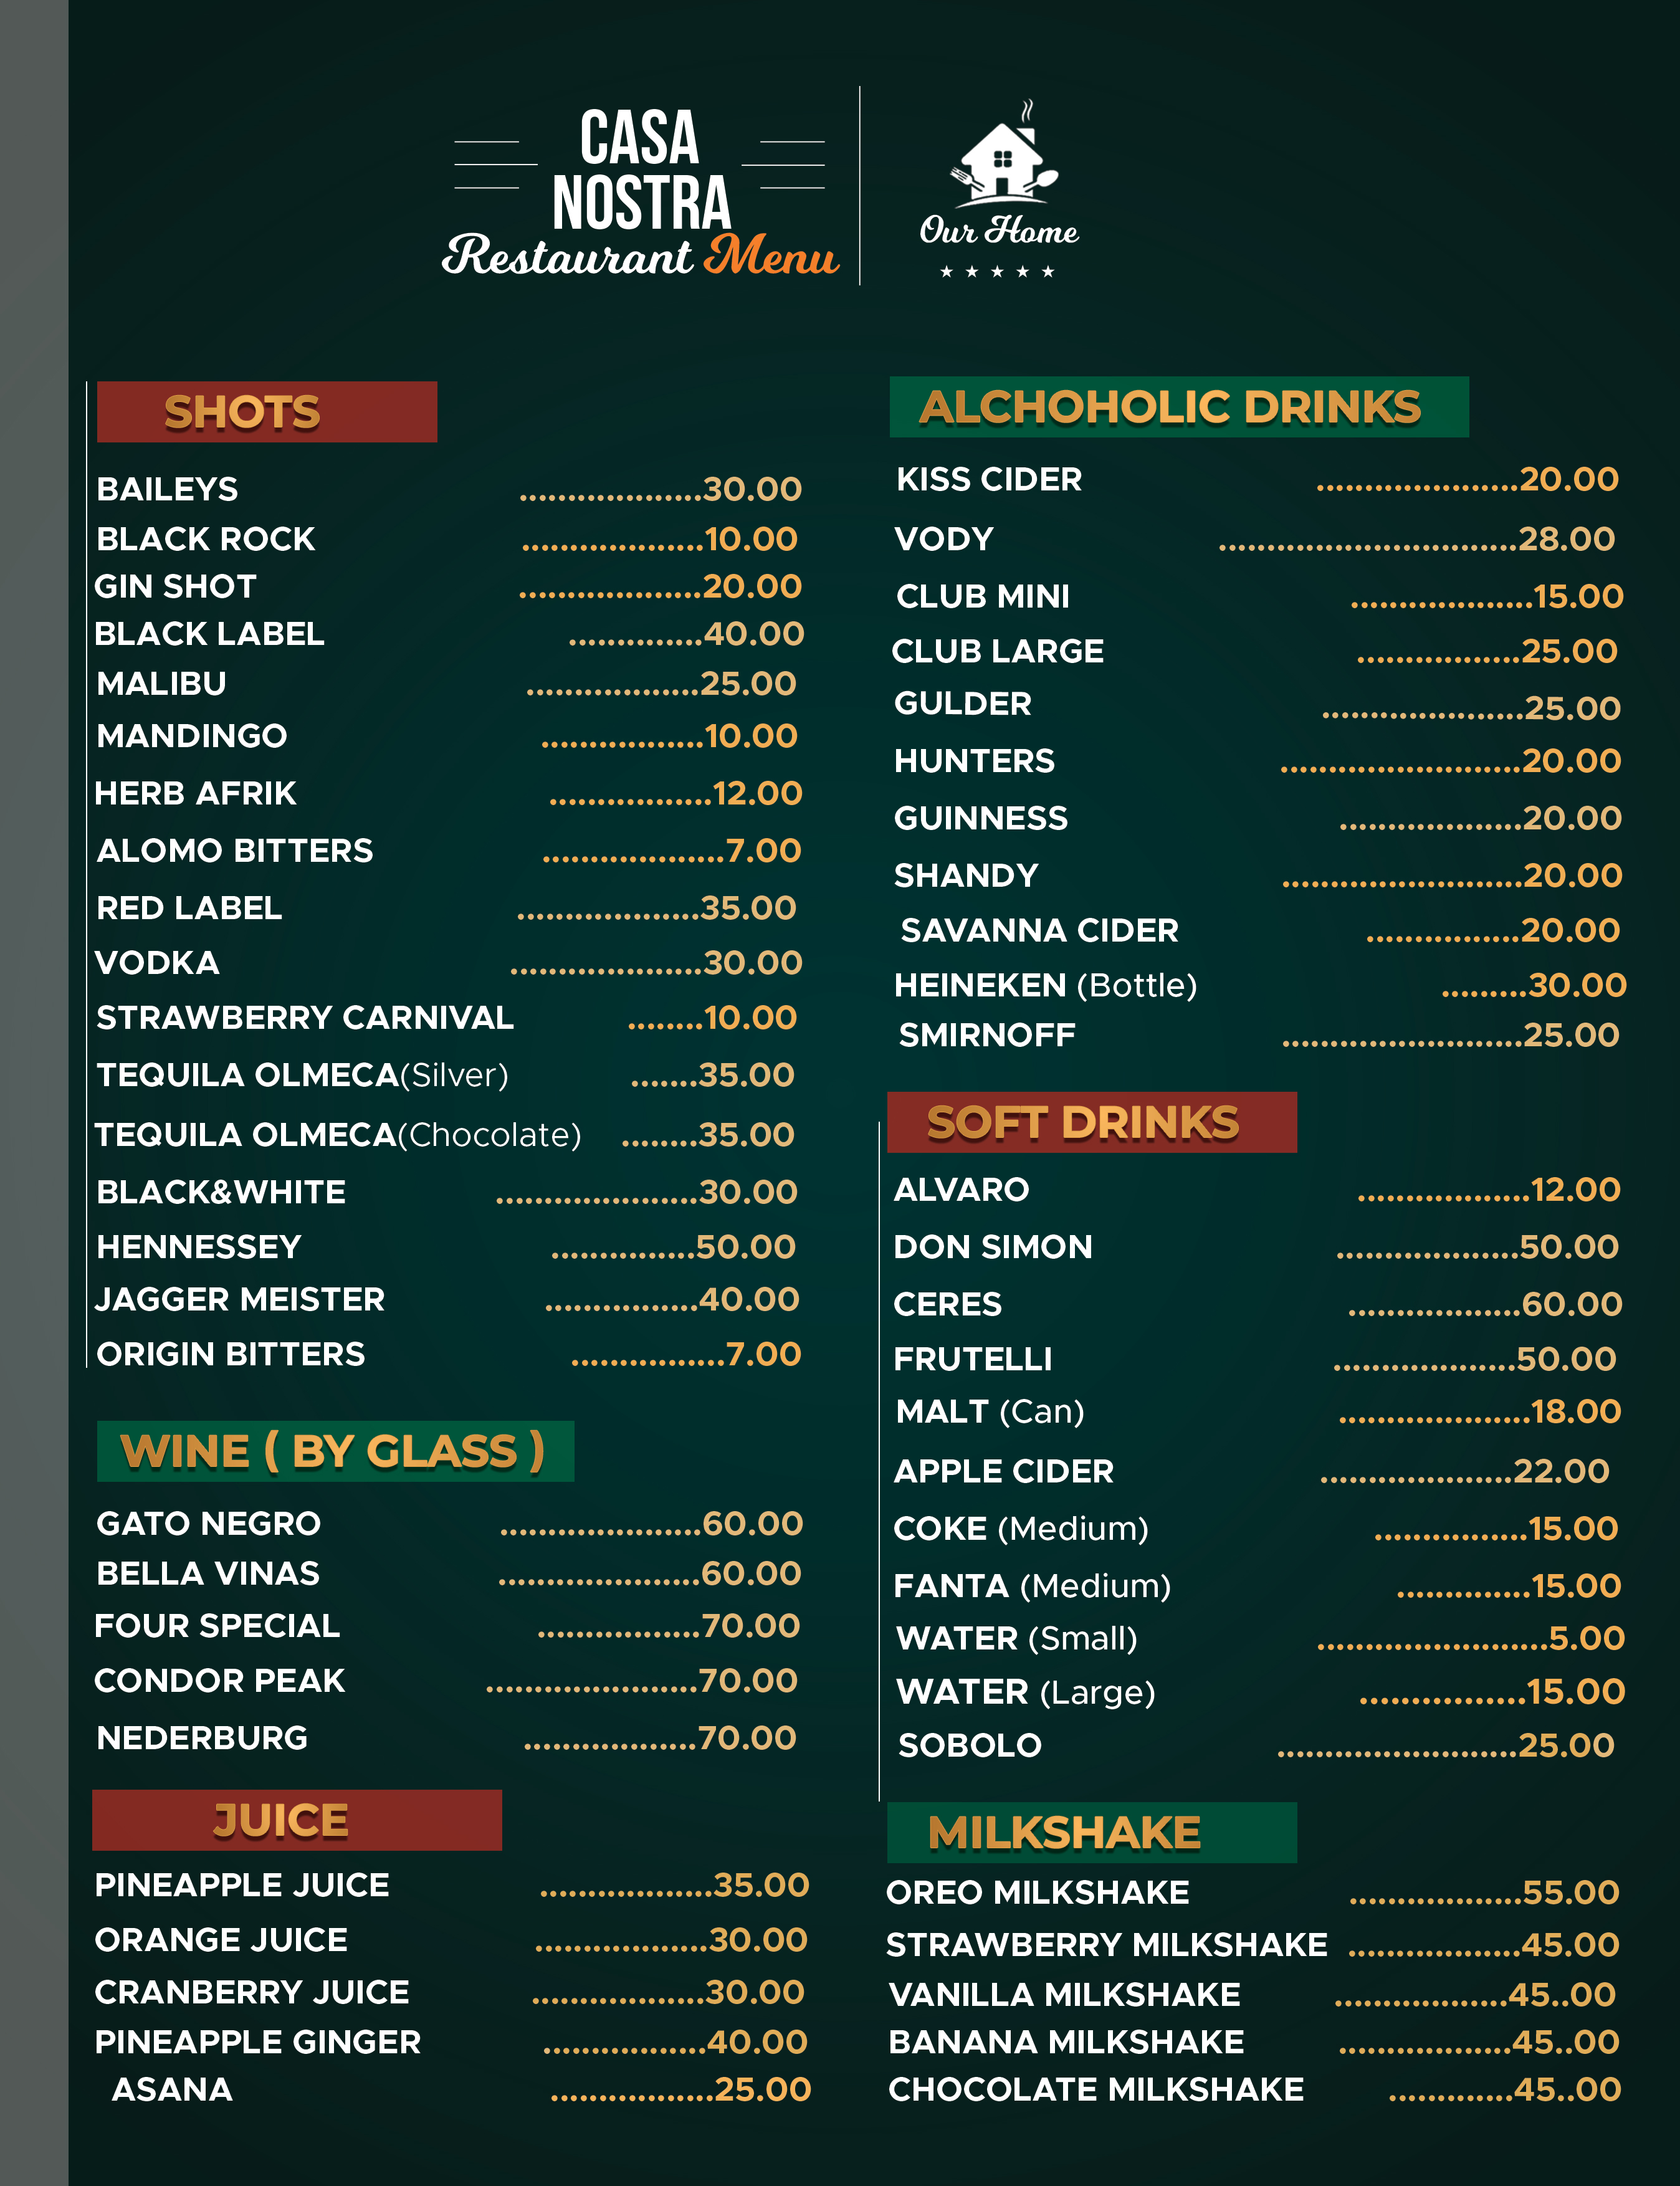 CASA
NOSTRA
Restaurant Menu
Our Home
SHOTS
BAILEYS ...................30.00
BLACK ROCK ...................10.00
GIN SHOT ...................20.00
BLACK LABEL ..............40.00
MALIBU ..................25.00
MANDINGO .................10.00
HERB AFRIK .................12.00
ALOMO BITTERS ...................7.00
RED LABEL ...................35.00
VODKA ....................30.00
STRAWBERRY CARNIVAL ........10.00
TEQUILA OLMECA(Silver) .......35.00
TEQUILA OLMECA(Chocolate) ........35.00
BLACK&WHITE .....................30.00
HENNESSEY ...............50.00
JAGGER MEISTER ................40.00
ORIGIN BITTERS ................7.00
WINE ( BY GLASS )
GATO NEGRO .....................60.00
BELLA VINAS .....................60.00
FOUR SPECIAL .................70.00
CONDOR PEAK ......................70.00
NEDERBURG ..................70.00
JUICE
PINEAPPLE JUICE ..................35.00
ORANGE JUICE ..................30.00
CRANBERRY JUICE ..................30.00
PINEAPPLE GINGER .................40.00
ASANA .................25.00
ALCHOHOLIC DRINKS
KISS CIDER .....................20.00
VODY ...............................28.00
CLUB MINI ...................15.00
CLUB LARGE .................25.00
GULDER .....................25.00
HUNTERS .........................20.00
GUINNESS ...................20.00
SHANDY .........................20.00
SAVANNA CIDER ................20.00
HEINEKEN (Bottle) .........30.00
SMIRNOFF .........................25.00
SOFT DRINKS
ALVARO ..................12.00
DON SIMON ...................50.00
CERES ..................60.00
FRUTELLI ...................50.00
MALT (Can) ....................18.00
APPLE CIDER ....................22.00
COKE (Medium) ................15.00
FANTA (Medium) ..............15.00
WATER (Small) ........................5.00
WATER (Large) .................15.00
SOBOLO .........................25.00
MILKSHAKE
OREO MILKSHAKE ..................55.00
STRAWBERRY MILKSHAKE ..................45.00
VANILLA MILKSHAKE ..................45..00
BANANA MILKSHAKE ..................45..00
CHOCOLATE MILKSHAKE .............45..00